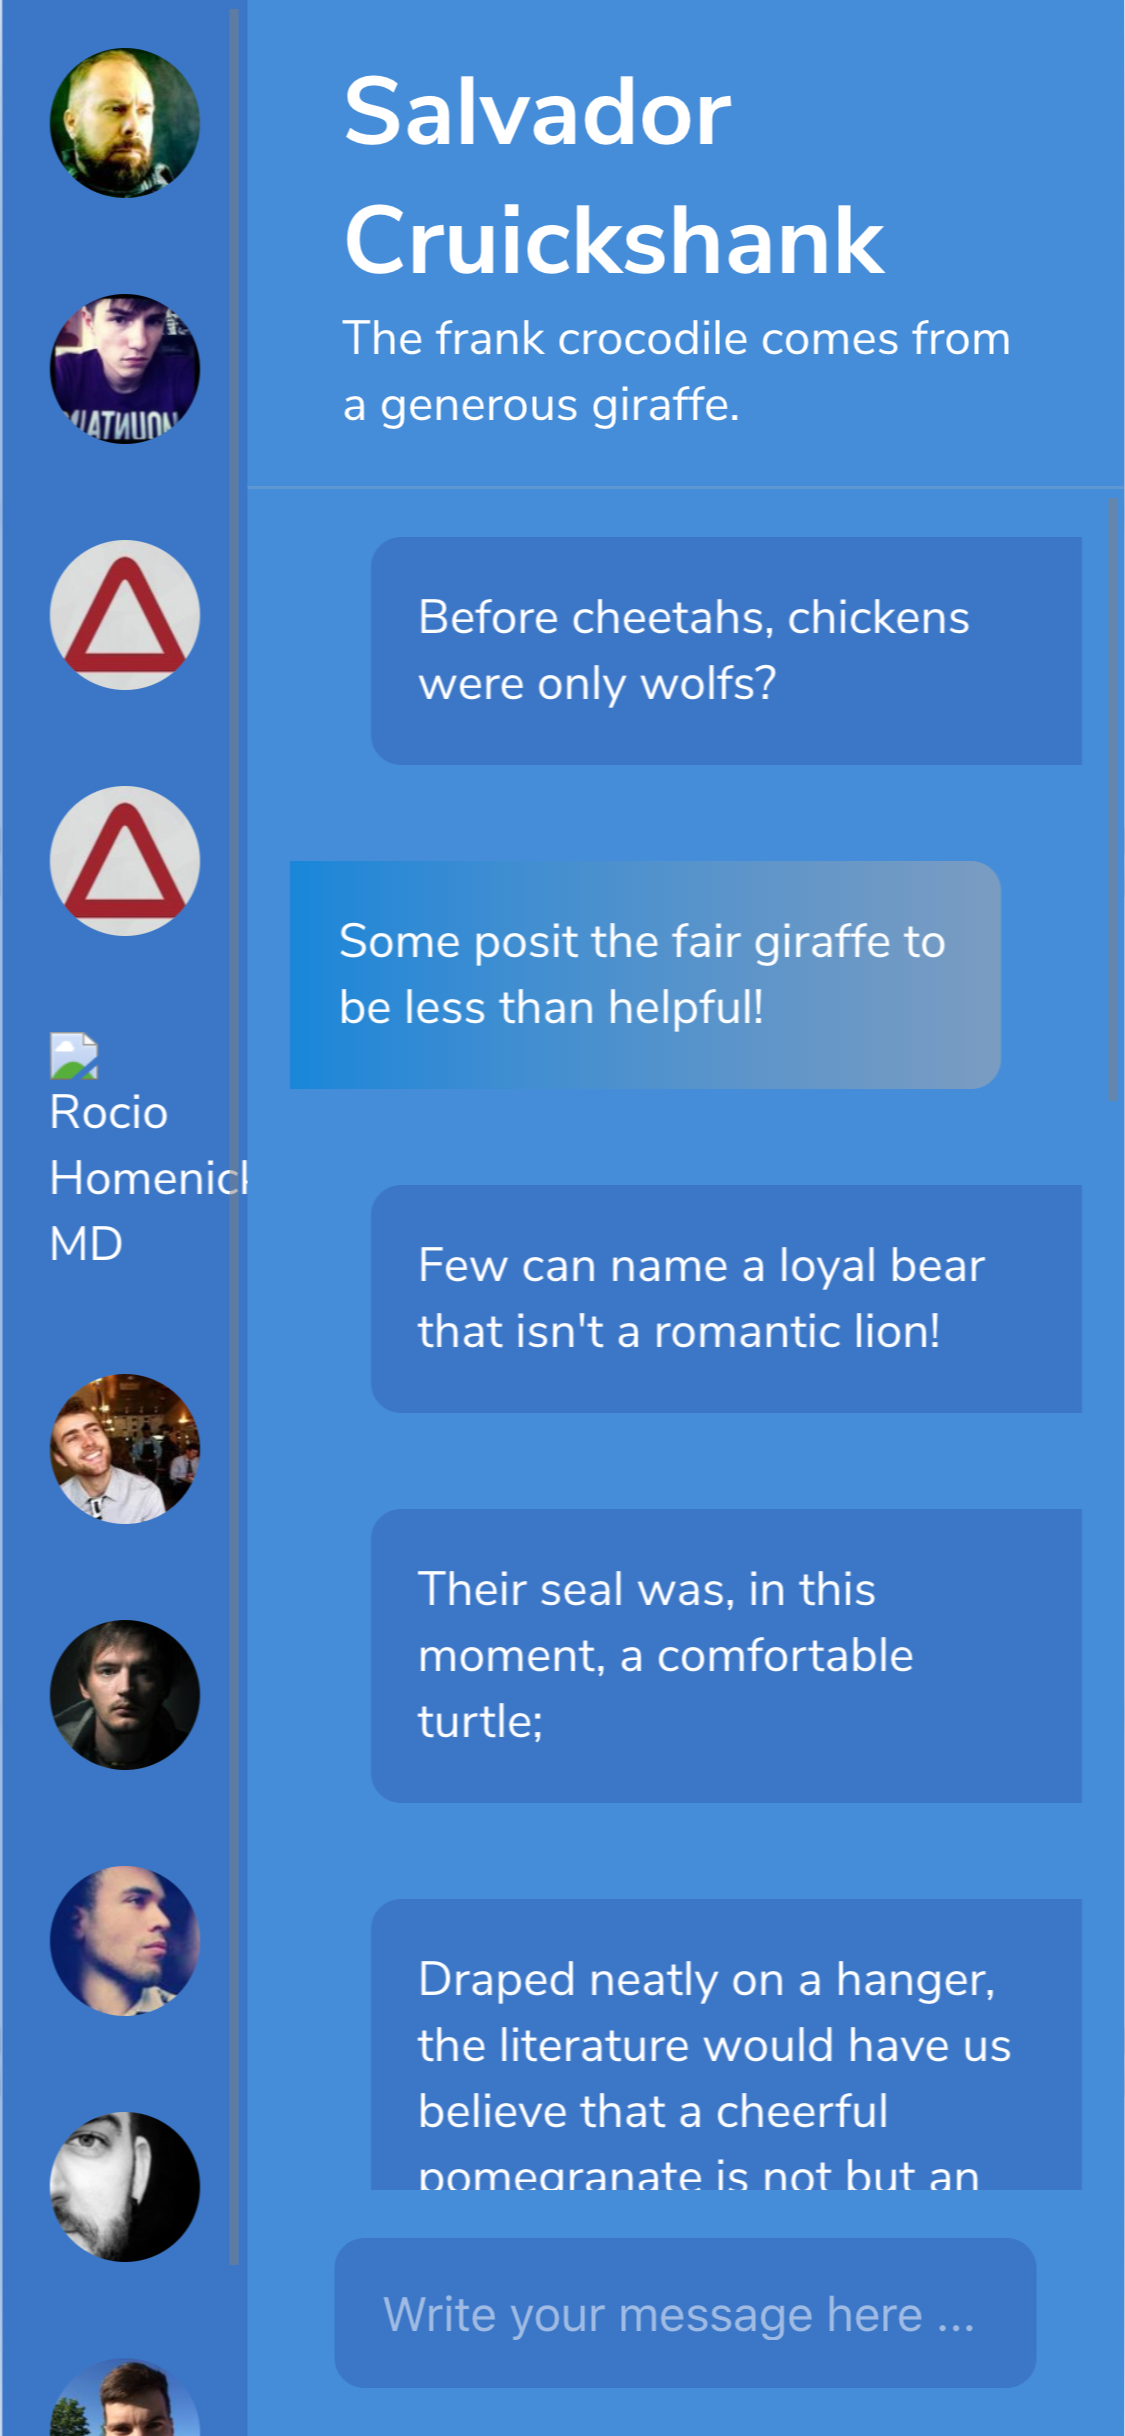 Salvador
Cruickshank
The frank crocodile comes from
a generous giraffe.
Before cheetahs, chickens
were only wolfs?
Some posit the fair giraffe to
be less than helpful!
Rocio
Homenick
MD
Few can name a loyal bear
that isn't a romantic lion!
Their seal was, in this
moment, a comfortable
turtle;
Draped neatly on a hanger,
the literature would have us
believe that a cheerful
pomegranate is not but an
Write your message here ...